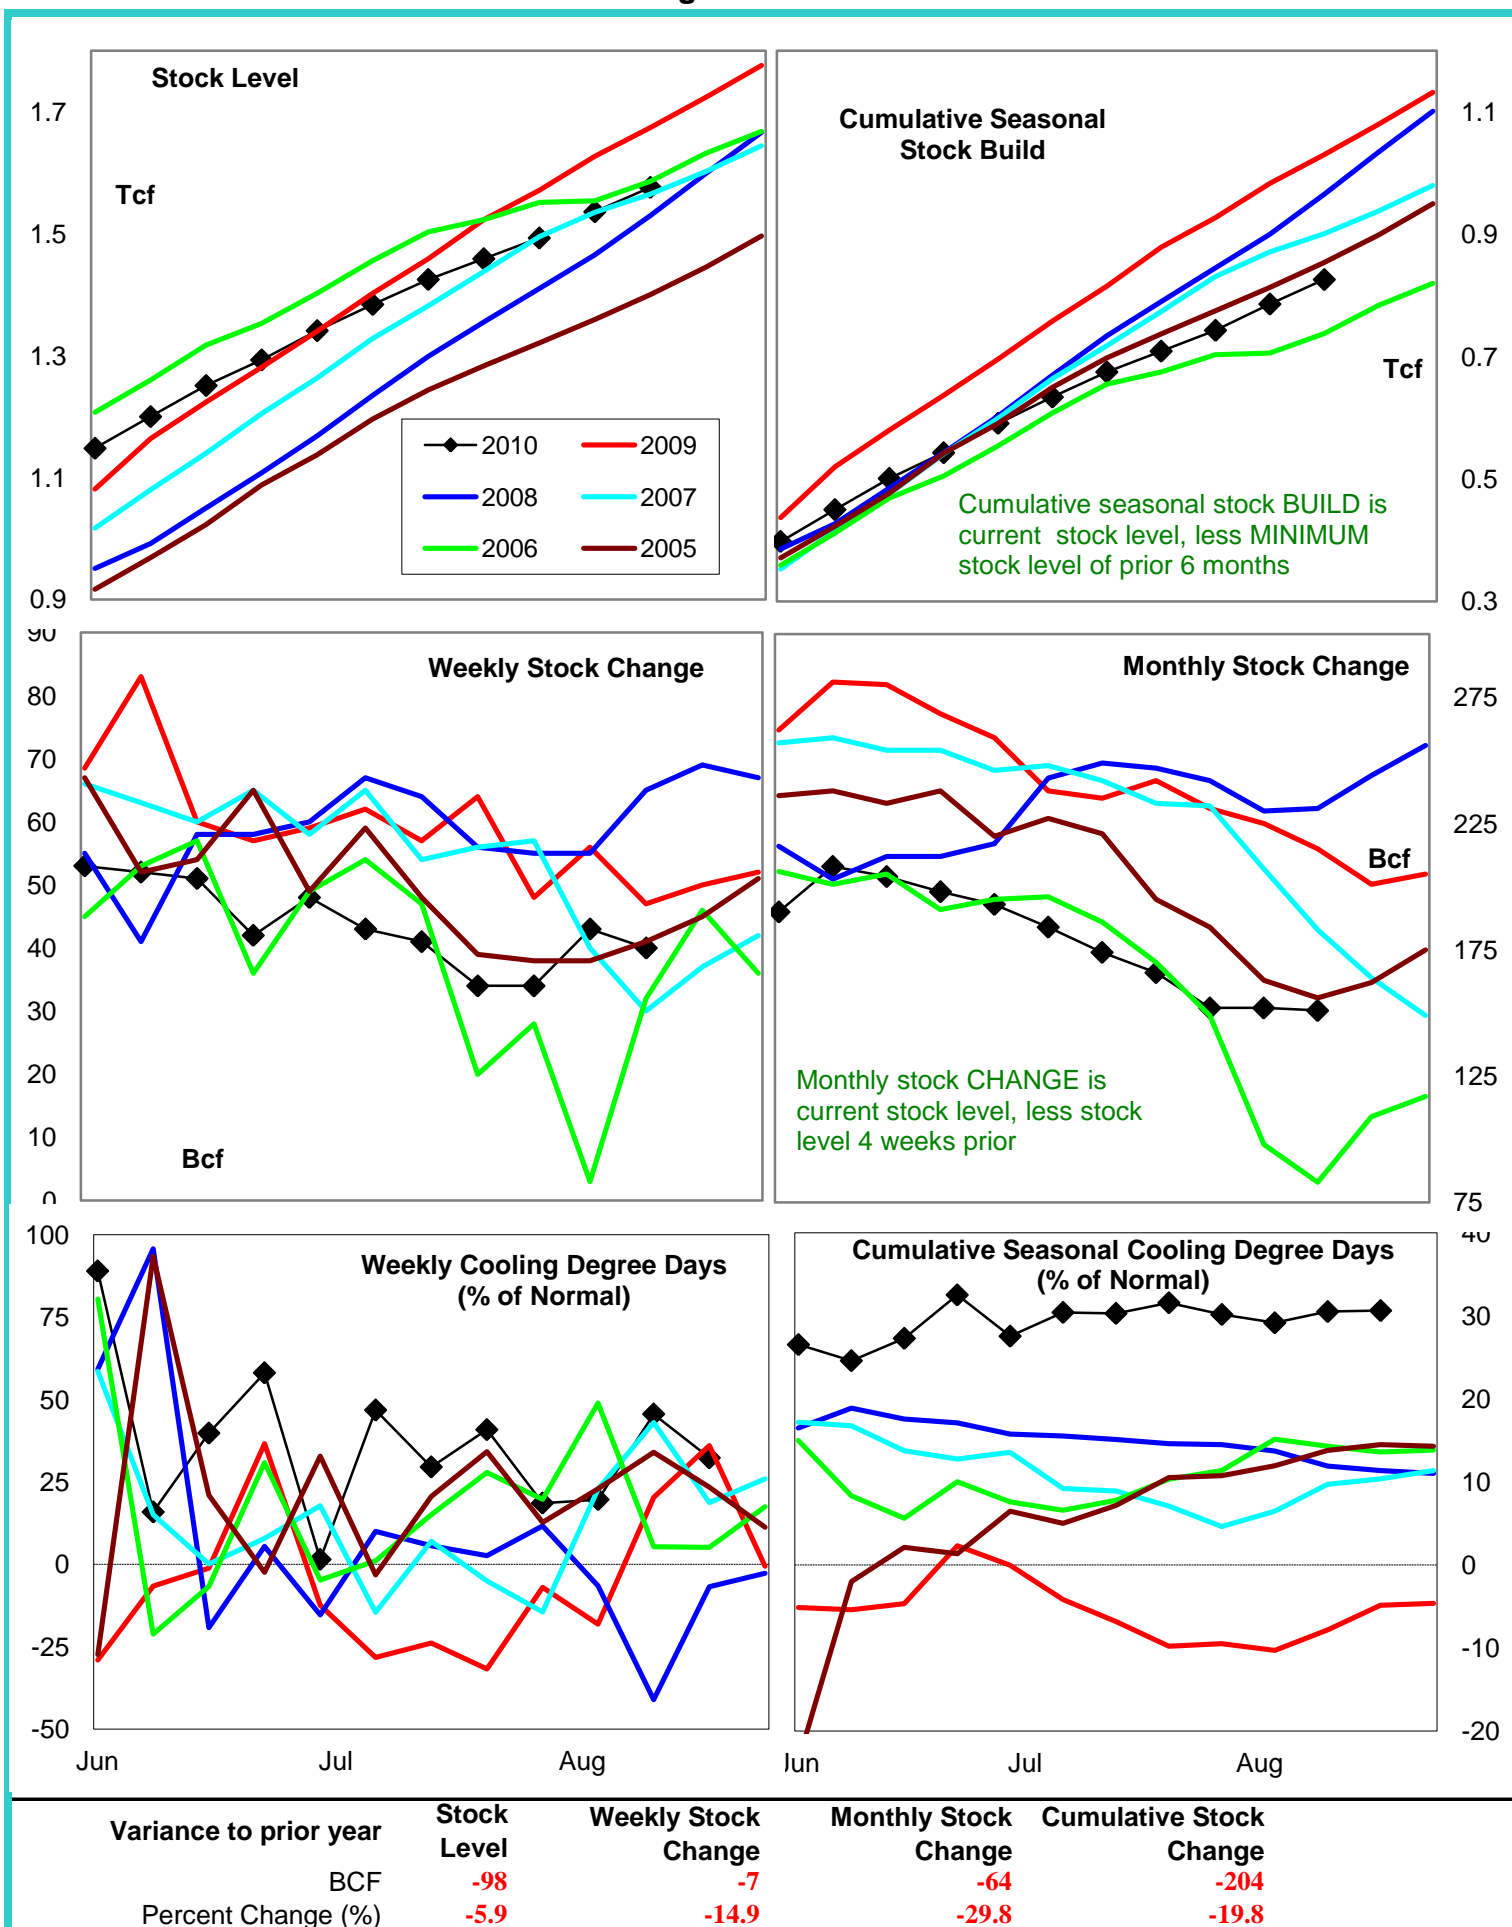 Stock Level
Tcf
1.7
1.5
1.3
1.1
0.9
2010
2009
2008
2007
2006
2005
Cumulative Seasonal
Stock Build
Tcf
Cumulative seasonal stock BUILD is
current stock level, less MINIMUM
stock level of prior 6 months
1.1
0.9
0.7
0.5
0.3
Weekly Stock Change
90
80
70
60
50
40
30
20
10
0
Bcf
Monthly Stock Change
Bcf
Monthly stock CHANGE is
current stock level, less stock
level 4 weeks prior
275
225
175
125
75
Weekly Cooling Degree Days
(% of Normal)
100
75
50
25
0
-25
-50
Jun Jul Aug
Cumulative Seasonal Cooling Degree Days
(% of Normal)
40
30
20
10
0
-10
-20
Jun Jul Aug
Variance to prior year
Stock
Level
Weekly Stock
Change
Monthly Stock
Change
Cumulative Stock
Change
BCF -98 -7 -64 -204
Percent Change (%) -5.9 -14.9 -29.8 -19.8